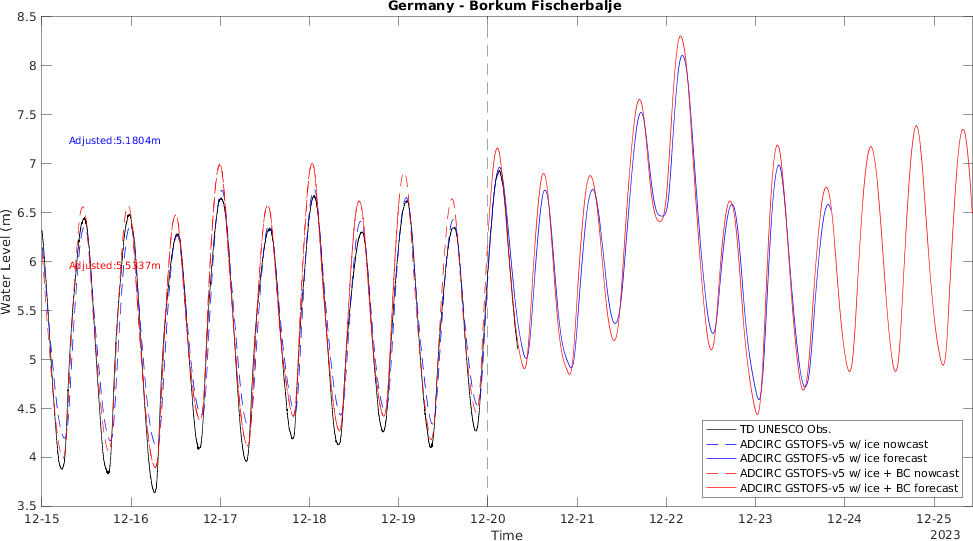 Germany - Borkum Fischerbalje
8.5
8
7.5
7
6.5
6
5.5
5
4.5
4
3.5
Water Level (m)
Adjusted:5.1804m
Adjusted:5.5337m
TD UNESCO Obs.
ADCIRC GSTOFS-v5 w/ ice nowcast
ADCIRC GSTOFS-v5 w/ ice forecast
ADCIRC GSTOFS-v5 w/ ice + BC nowcast
ADCIRC GSTOFS-v5 w/ ice + BC forecast
12-15 12-16 12-17 12-18 12-19 12-20 12-21 12-22 12-23 12-24 12-25
Time
2023